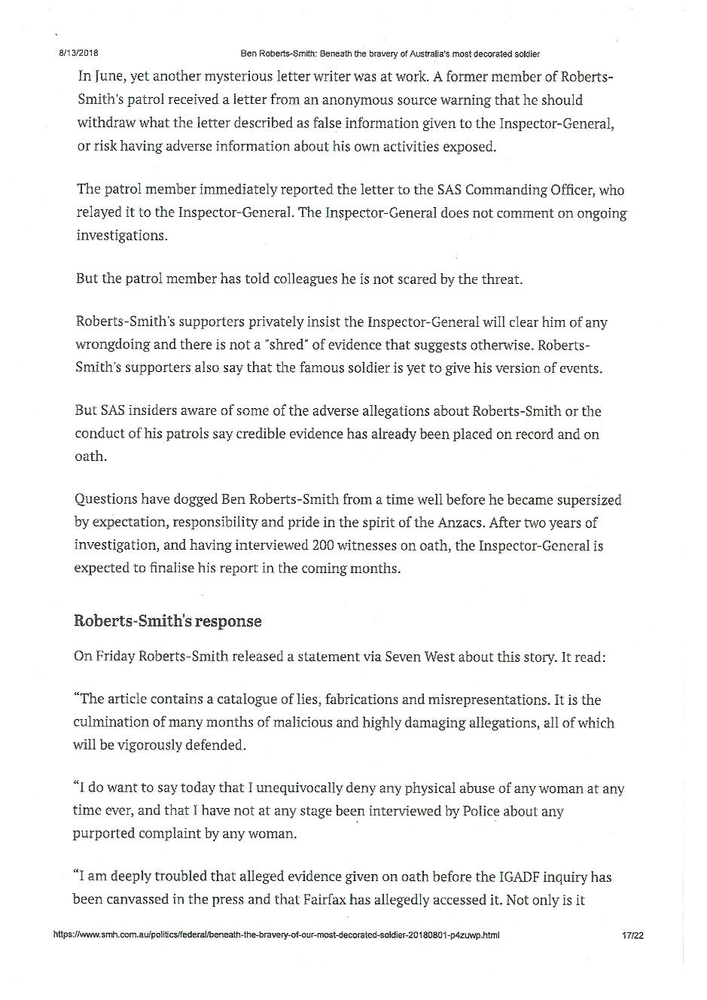 8/13/2018 Ben Roberts-Smith: Beneath the bravery of Australia's most decorated soldier
In June, yet another mysterious letter writer was at work. A former member of Roberts-
Smith's patrol received a letter from an anonymous source warning that he should
withdraw what the letter described as false information given to the Inspector-General,
or risk having adverse information about his own activities exposed.
The patrol member immediately reported the letter to the SAS Commanding Officer, who
relayed it to the Inspector-General. The Inspector-General does not comment on ongoing
investigations.
But the patrol member has told colleagues he is not scared by the threat.
Roberts-Smith's supporters privately insist the Inspector-General will clear him of any
wrongdoing and there is not a "shred" of evidence that suggests otherwise. Roberts-
Smith's supporters also say that the famous soldier is yet to give his version of events.
But SAS insiders aware of some of the adverse allegations about Roberts-Smith or the
conduct of his patrols say credible evidence has already been placed on record and on
oath.
Questions have dogged Ben Roberts-Smith from a time well before he became supersized
by expectation, responsibility and pride in the spirit of the Anzacs. After two years of
investigation, and having interviewed 200 witnesses on oath, the Inspector-General is
expected to finalise his report in the coming months.
Roberts-Smith's response
On Friday Roberts-Smith released a statement via Seven West about this story. It read:
“The article contains a catalogue of lies, fabrications and misrepresentations. It is the
culmination of many months of malicious and highly damaging allegations, all of which
will be vigorously defended.
“I do want to say today that I unequivocally deny any physical abuse of any woman at any
time ever, and that I have not at any stage been interviewed by Police about any
purported complaint by any woman.
“I am deeply troubled that alleged evidence given on oath before the IGADF inquiry has
been canvassed in the press and that Fairfax has allegedly accessed it. Not only is it
https://www.smh.com.au/politics/federal/beneath-the-bravery-of-our-most-decorated-soldier-20180801-p4zuwp.html 17/22